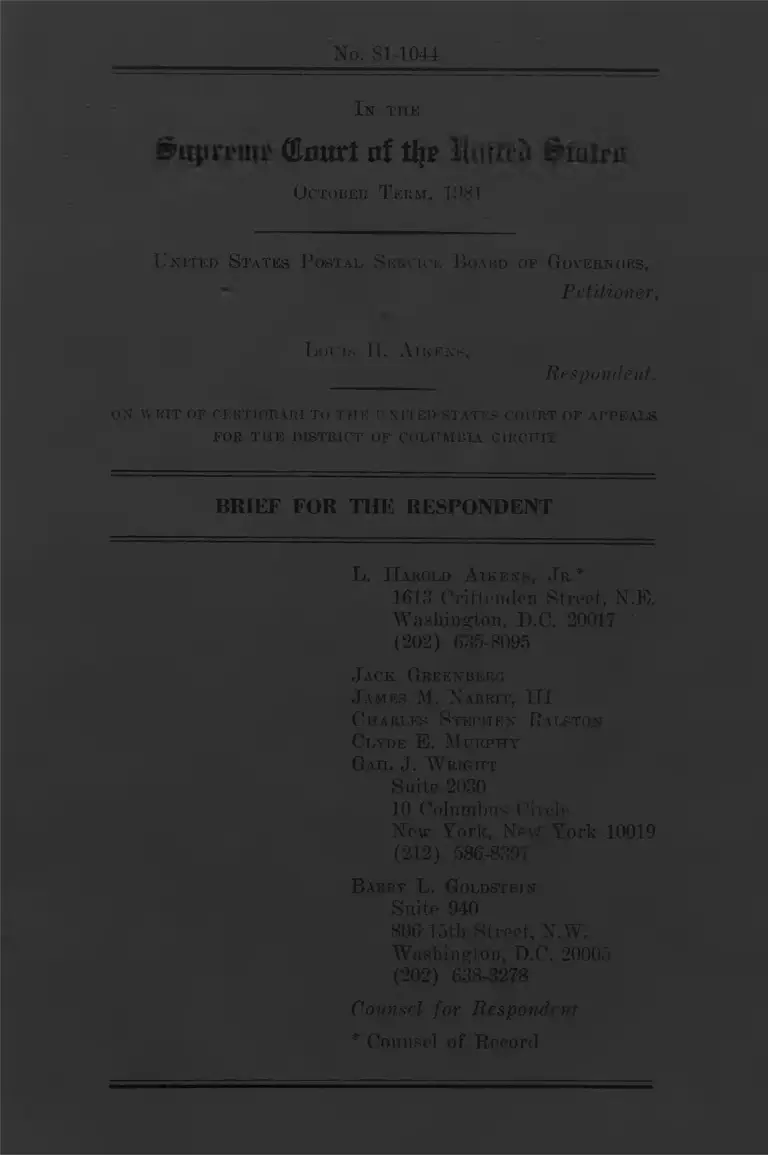 No. 81-1044
IN THE
Supreme Court of the United States
OCTOBER TERM, 1981
UNITED STATES POSTAL SERVICE BOARD OF GOVERNORS,
Petitioner,
LOUIS H. AIKENS,
Respondent.
ON WRIT OF CERTIORARI TO THE UNITED STATES COURT OF APPEALS
FOR THE DISTRICT OF COLUMBIA CIRCUIT
BRIEF FOR THE RESPONDENT
L. HAROLD AIKENS, JR.*
1613 Crittenden Street, N.E.
Washington, D.C. 20017
(202) 635-8095
JACK GREENBERG
JAMES M. NABRIT, III
CHARLES STEPHEN RALSTON
CLYDE E. MURPHY
GAIL J. WRIGHT
Suite 2030
10 Columbus Circle
New York, New York 10019
(212) 586-8397
BARRY L. GOLDSTEIN
Suite 940
806 15th Street, N.W.
Washington, D.C. 20005
(202) 638-3278
Counsel for Respondent
* Counsel of Record